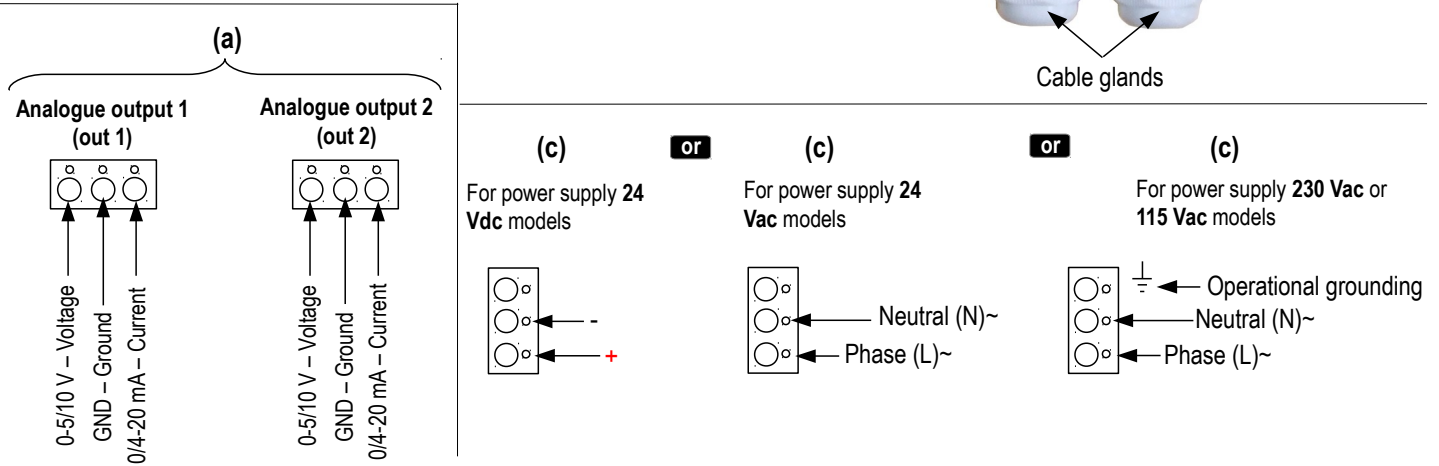 Cable glands
(a)
Analogue output 1
(out 1)
0-5/10 V – Voltage
GND – Ground
0/4-20 mA – Current
Analogue output 2
(out 2)
0-5/10 V – Voltage
GND – Ground
0/4-20 mA – Current
(c)
For power supply 24
Vdc models
-
+
or
(c)
For power supply 24
Vac models
Neutral (N)~
Phase (L)~
or
(c)
For power supply 230 Vac or
115 Vac models
Operational grounding
Neutral (N)~
Phase (L)~